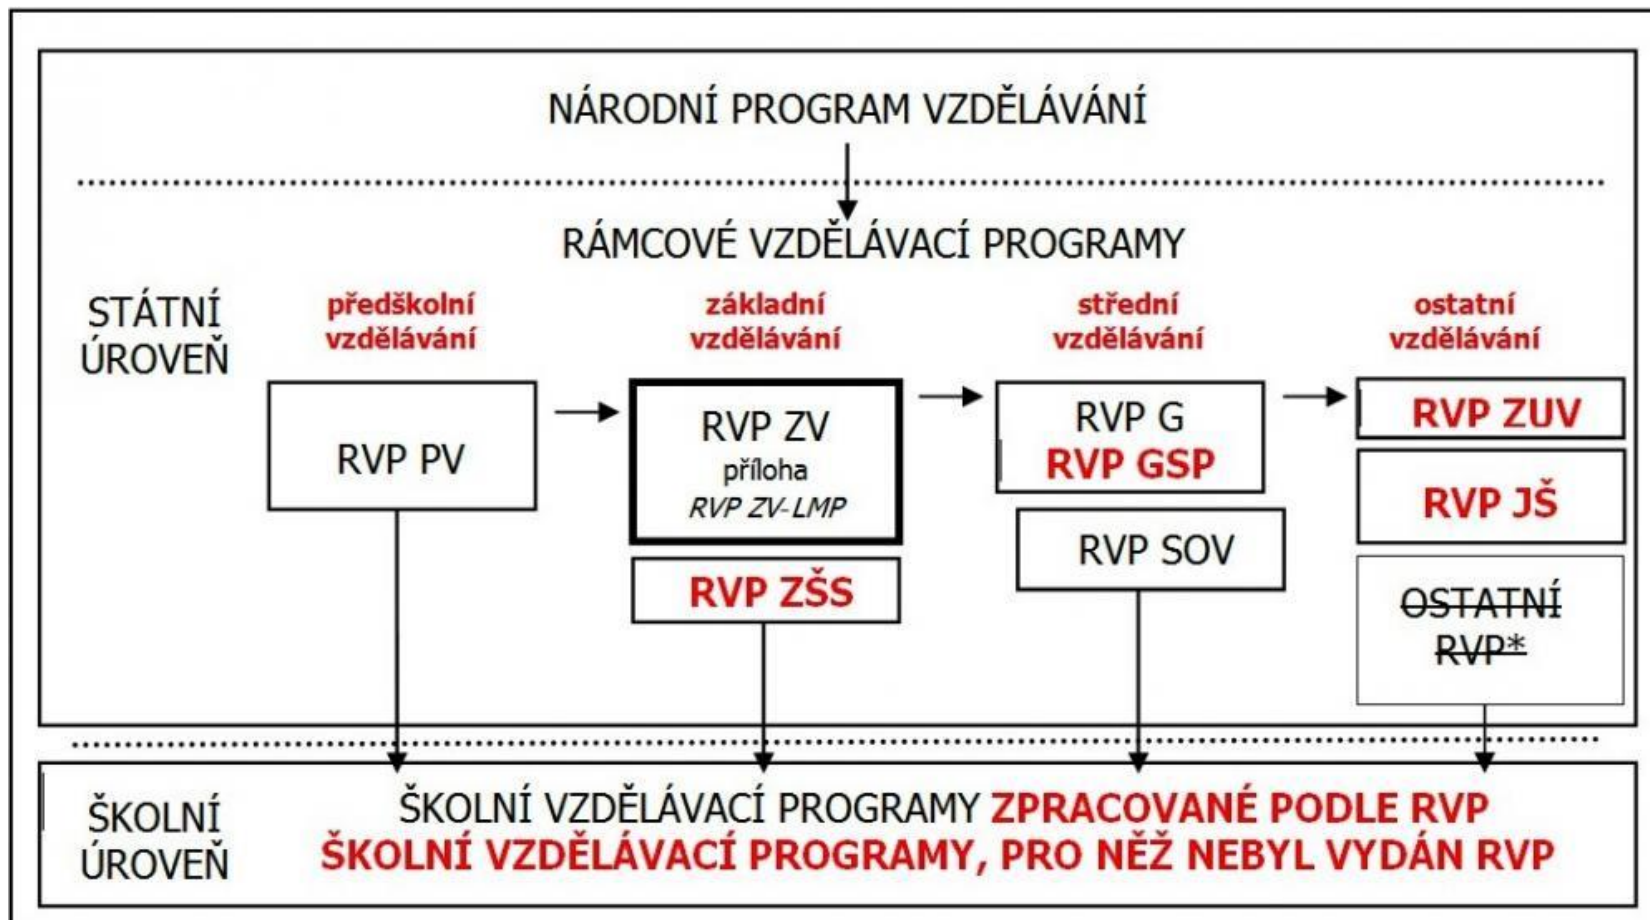 NÁRODNÍ PROGRAM VZDĚLÁVÁNÍ
RÁMCOVÉ VZDĚLÁVACÍ PROGRAMY
STÁTNÍ
ÚROVEŇ
předškolní
vzdělávání
základní
vzdělávání
střední
vzdělávání
ostatní
vzdělávání
RVP PV
RVP ZV
příloha
RVP ZV-LMP
RVP ZŠS
RVP G
RVP GSP
RVP SOV
RVP ZUV
RVP JŠ
OSTATNÍ
RVP*
ŠKOLNÍ
ÚROVEŇ
ŠKOLNÍ VZDĚLÁVACÍ PROGRAMY ZPRACOVANÉ PODLE RVP
ŠKOLNÍ VZDĚLÁVACÍ PROGRAMY, PRO NĚŽ NEBYL VYDÁN RVP